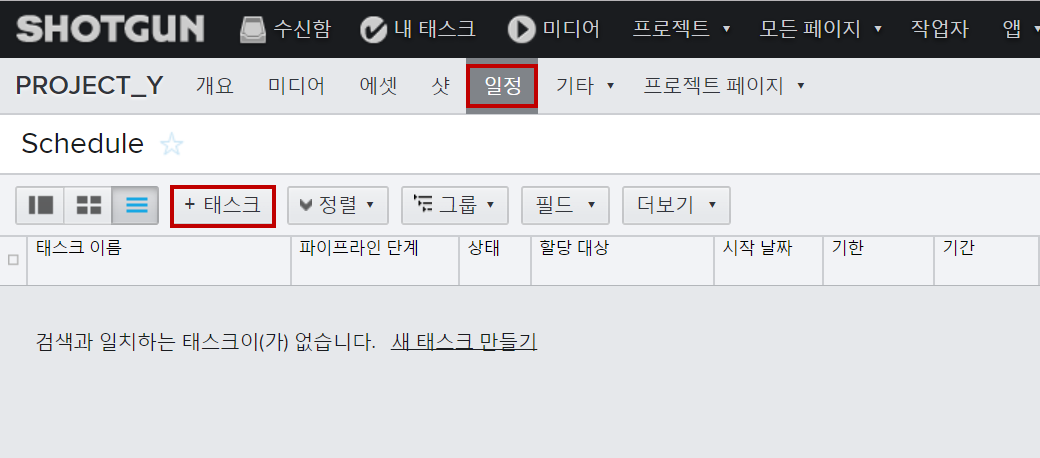 SHOTGUN 수신함 내 태스크 미디어 프로젝트 모든 페이지 작업자 앱
PROJECT_Y 개요 미디어 에셋 샷 일정 기타 프로젝트 페이지
Schedule
+ 태스크 정렬 그룹 필드 더보기
태스크 이름 파이프라인 단계 상태 할당 대상 시작 날짜 기한 기간
검색과 일치하는 태스크이(가) 없습니다. 새 태스크 만들기